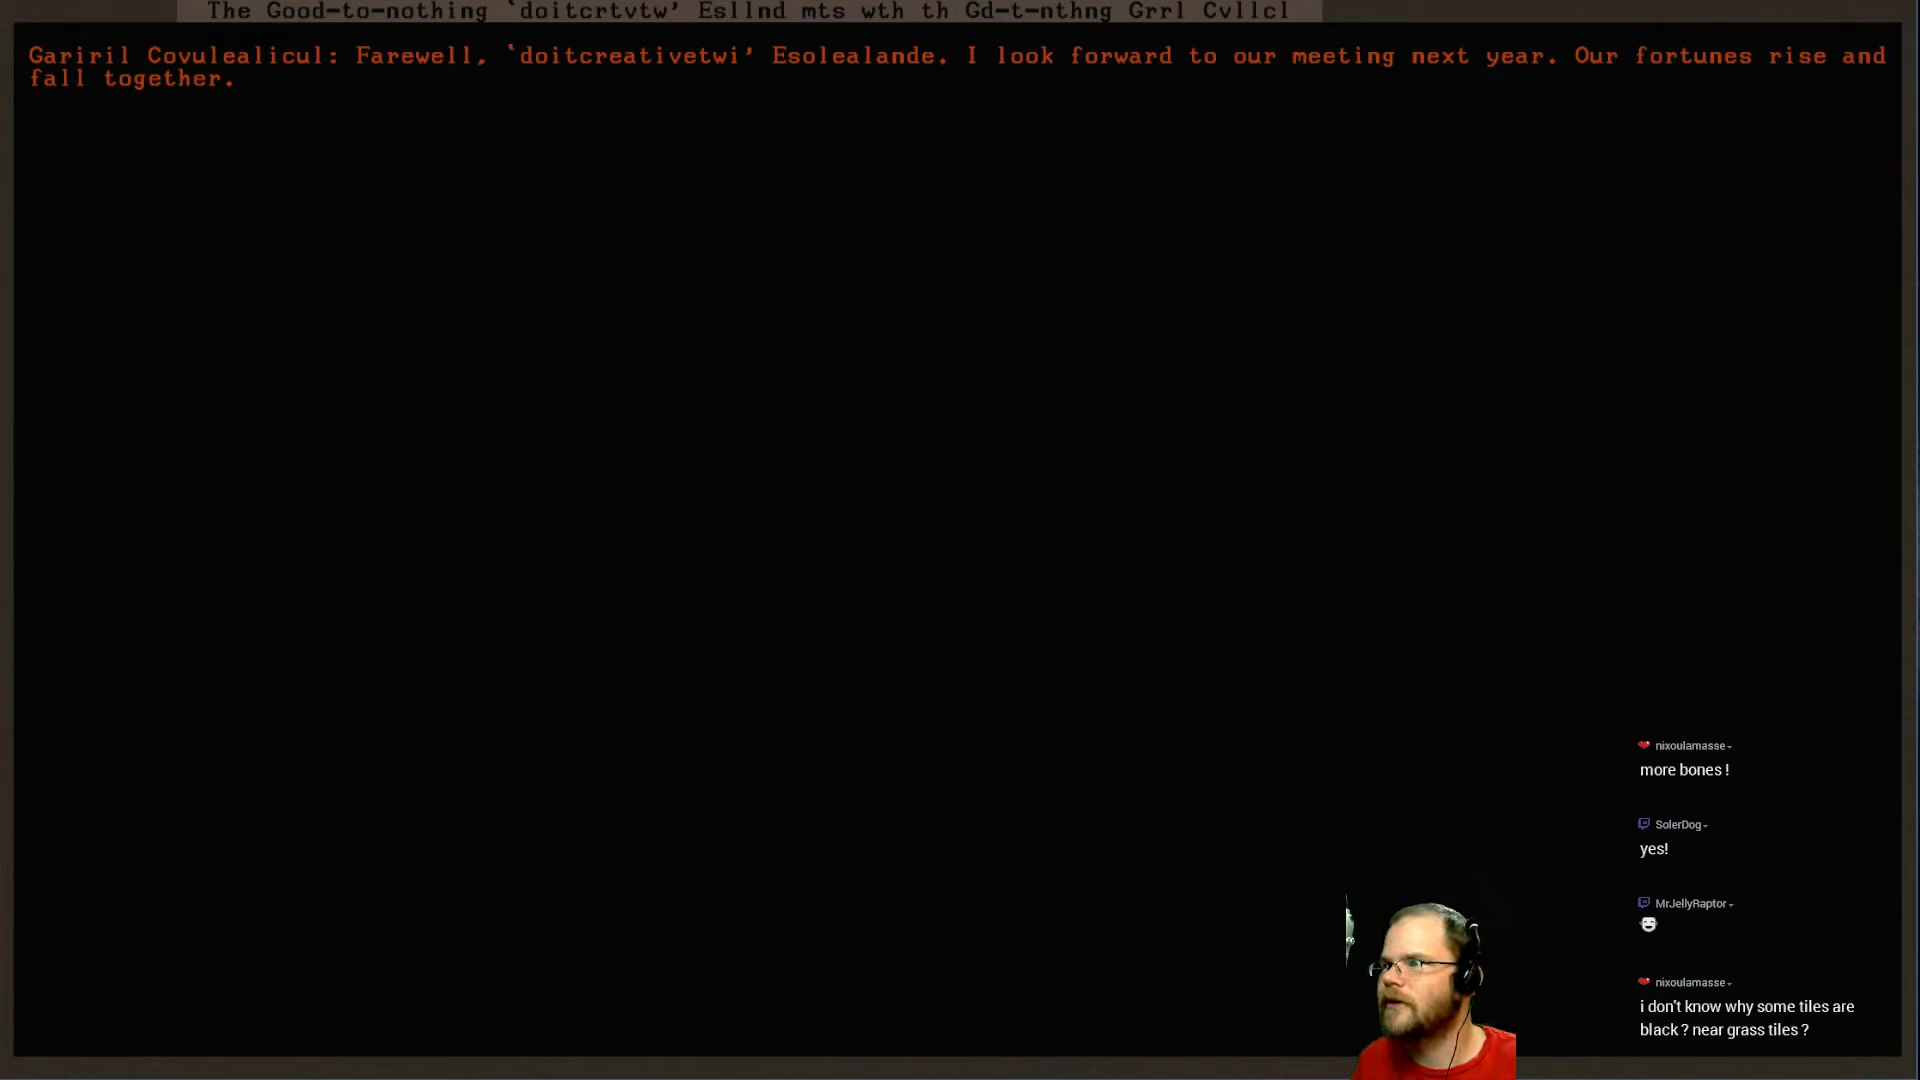 The Good-to-nothing `doitcrtvtw' Esllnd mts wth th Gd-t-nthng Grrl Cvllcl
Gariril Covulealicul: Farewell, `doitcreativetwi' Esolealande. I look forward to our meeting next year. Our fortunes rise and
fall together.
nixoulamasse
more bones !
SolerDog
yes!
MrJellyRaptor
nixoulamasse
i don't know why some tiles are
black ? near grass tiles ?